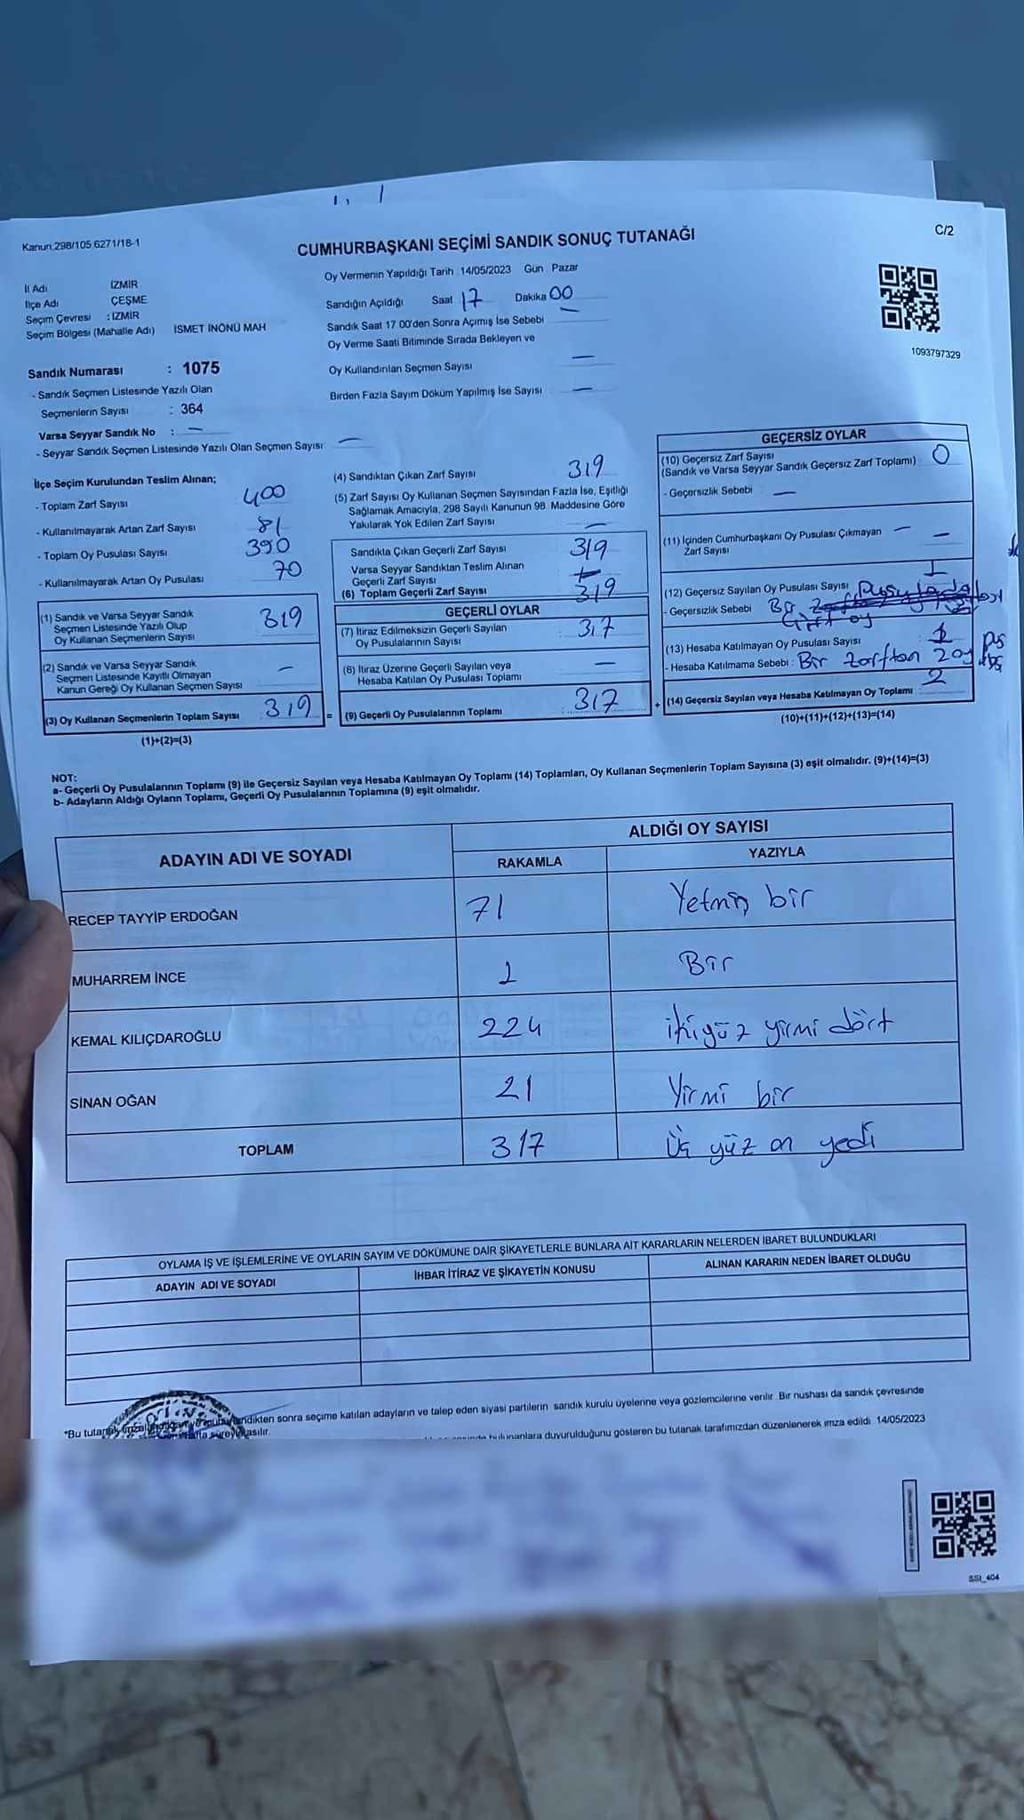 Kanun:298/105 6271/18-1
CUMHURBAŞKANI SEÇİMİ SANDIK SONUÇ TUTANAĞI
C/2
İl Adı İZMİR
İlçe Adı ÇEŞME
Seçim Çevresi : İZMİR
Seçim Bölgesi (Mahalle Adı) İSMET İNÖNÜ MAH
Oy Vermenin Yapıldığı Tarih 14/05/2023 Gün Pazar
Sandığın Açıldığı Saat 17 Dakika 00
Sandık Saat 17 00'den Sonra Açımış İse Sebebi —
Oy Verme Saati Bitiminde Sırada Bekleyen ve
Oy Kullandırılan Seçmen Sayısı —
Birden Fazla Sayım Döküm Yapılmış İse Sayısı —
1093797329
Sandık Numarası : 1075
- Sandık Seçmen Listesinde Yazılı Olan
Seçmenlerin Sayısı : 364
Varsa Seyyar Sandık No : —
- Seyyar Sandık Seçmen Listesinde Yazılı Olan Seçmen Sayısı —
İlçe Seçim Kurulundan Teslim Alınan;
- Toplam Zarf Sayısı 400
- Kullanılmayarak Artan Zarf Sayısı 81
- Toplam Oy Pusulası Sayısı 390
- Kullanılmayarak Artan Oy Pusulası 70
(1) Sandık ve Varsa Seyyar Sandık
Seçmen Listesinde Yazılı Olup
Oy Kullanan Seçmenlerin Sayısı 319
(2) Sandık ve Varsa Seyyar Sandık
Seçmen Listesinde Kayıtlı Olmayan
Kanun Gereği Oy Kullanan Seçmen Sayısı —
(3) Oy Kullanan Seçmenlerin Toplam Sayısı 319
(1)+(2)=(3)
(4) Sandıktan Çıkan Zarf Sayısı 319
(5) Zarf Sayısı Oy Kullanan Seçmen Sayısından Fazla İse, Eşitliği
Sağlamak Amacıyla, 298 Sayılı Kanunun 98 Maddesine Göre
Yakılarak Yok Edilen Zarf Sayısı —
Sandıkta Çıkan Geçerli Zarf Sayısı 319
Varsa Seyyar Sandıktan Teslim Alınan
Geçerli Zarf Sayısı
(6) Toplam Geçerli Zarf Sayısı 319
GEÇERLİ OYLAR
(7) İtiraz Edilmeksizin Geçerli Sayılan
Oy Pusulalarının Sayısı 317
(8) İtiraz Üzerine Geçerli Sayılan veya
Hesaba Katılan Oy Pusulası Toplamı —
= (9) Geçerli Oy Pusulalarının Toplamı 317
GEÇERSİZ OYLAR
(10) Geçersiz Zarf Sayısı
(Sandık ve Varsa Seyyar Sandık Geçersiz Zarf Toplamı) 0
- Geçersizlik Sebebi —
(11) İçinden Cumhurbaşkanı Oy Pusulası Çıkmayan — —
Zarf Sayısı
(12) Geçersiz Sayılan Oy Pusulası Sayısı 1
- Geçersizlik Sebebi
Çift oy
(13) Hesaba Katılmayan Oy Pusulası Sayısı 1
- Hesaba Katılmama Sebebi : Bir zarftan 2 oy
+ (14) Geçersiz Sayılan veya Hesaba Katılmayan Oy Toplamı 2
(10)+(11)+(12)+(13)=(14)
NOT:
a- Geçerli Oy Pusulalarının Toplamı (9) ile Geçersiz Sayılan veya Hesaba Katılmayan Oy Toplamı (14) Toplamları, Oy Kullanan Seçmenlerin Toplam Sayısına (3) eşit olmalıdır. (9)+(14)=(3)
b- Adayların Aldığı Oyların Toplamı, Geçerli Oy Pusulalarının Toplamına (9) eşit olmalıdır.
ADAYIN ADI VE SOYADI
ALDIĞI OY SAYISI
RAKAMLA YAZIYLA
RECEP TAYYİP ERDOĞAN 71 Yetmiş bir
MUHARREM İNCE 1 Bir
KEMAL KILIÇDAROĞLU 224 ikiyüz yirmi dört
SİNAN OĞAN 21 Yirmi bir
TOPLAM 317 Üç yüz on yedi
OYLAMA İŞ VE İŞLEMLERİNE VE OYLARIN SAYIM VE DÖKÜMÜNE DAİR ŞİKAYETLERLE BUNLARA AİT KARARLARIN NELERDEN İBARET BULUNDUKLARI
ADAYIN ADI VE SOYADI İHBAR İTİRAZ VE ŞİKAYETİN KONUSU ALINAN KARARIN NEDEN İBARET OLDUĞU
*Bu sonra seçime katılan adayların ve talep eden siyasi partilerin sandık kurulu üyelerine veya gözlemcilerine verilir Bir nüshası da sandık çevresinde
asılır.
bulunanlara duyurulduğunu gösteren bu tutanak tarafımızdan düzenlenerek imza edildi 14/05/2023
SSI_404